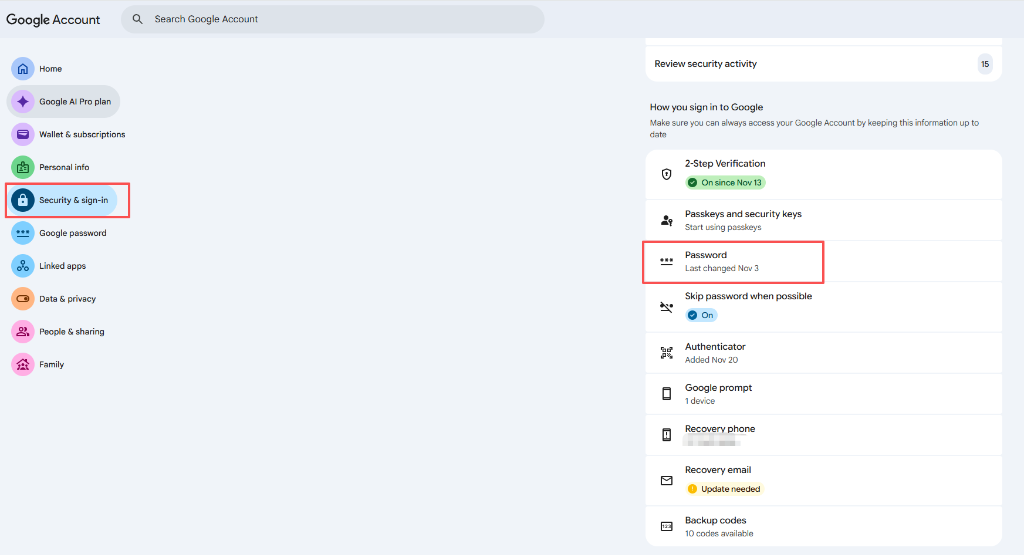 Google Account
Search Google Account
Home
Google AI Pro plan
Wallet & subscriptions
Personal info
Security & sign-in
Google password
Linked apps
Data & privacy
People & sharing
Family
Review security activity
15
How you sign in to Google
Make sure you can always access your Google Account by keeping this information up to
date
2-Step Verification
On since Nov 13
Passkeys and security keys
Start using passkeys
Password
Last changed Nov 3
Skip password when possible
On
Authenticator
Added Nov 20
Google prompt
1 device
Recovery phone
Recovery email
Update needed
Backup codes
10 codes available